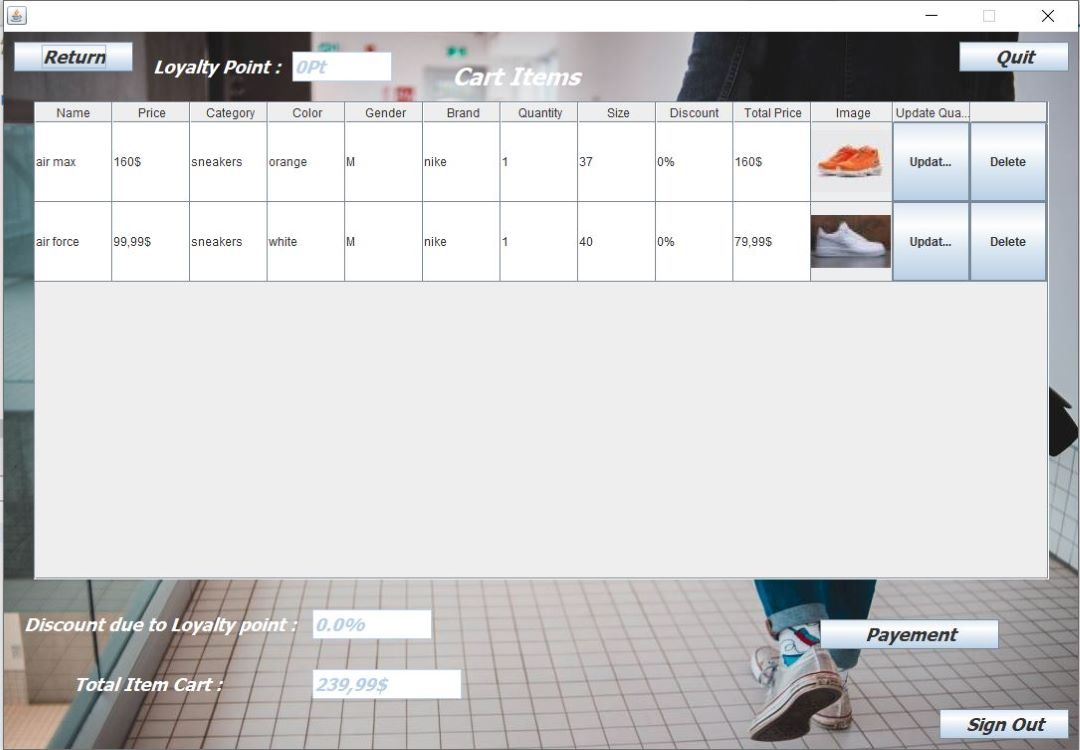 Return
Quit
Loyalty Point : 0Pt
Cart Items
Name Price Category Color Gender Brand Quantity Size Discount Total Price Image Update Qua...
air max 160$ sneakers orange M nike 1 37 0% 160$ Updat... Delete
air force 99,99$ sneakers white M nike 1 40 0% 79,99$ Updat... Delete
Discount due to Loyalty point : 0.0%
Payement
Total Item Cart : 239,99$
Sign Out